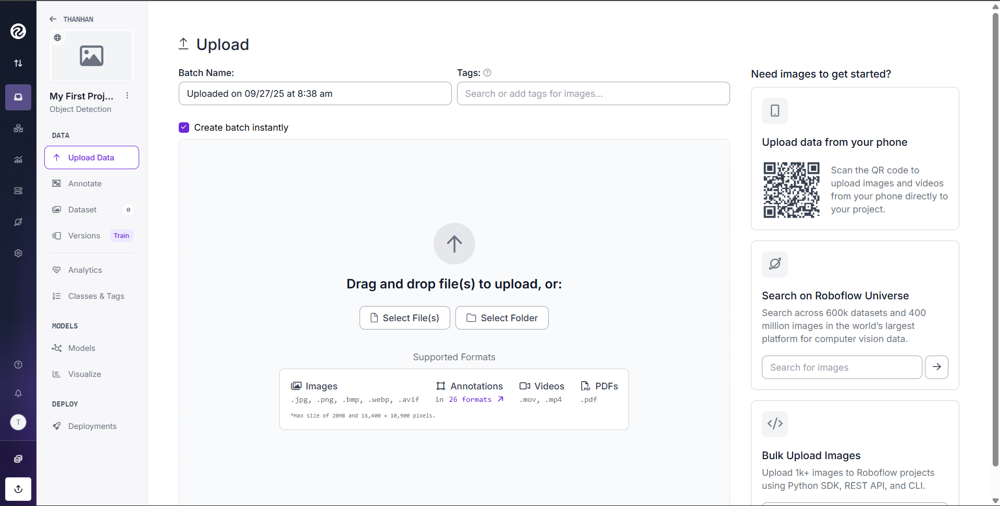 THANHAN
My First Proj...
Object Detection
DATA
Upload Data
Annotate
Dataset 0
Versions Train
Analytics
Classes & Tags
MODELS
Models
Visualize
DEPLOY
Deployments
T
Upload
Batch Name:
Uploaded on 09/27/25 at 8:38 am
Tags:
Search or add tags for images...
Create batch instantly
Drag and drop file(s) to upload, or:
Select File(s)
Select Folder
Supported Formats
Images
.jpg, .png, .bmp, .webp, .avif
Annotations
in 26 formats
Videos
.mov, .mp4
PDFs
.pdf
*Max size of 20MB and 16,400 × 10,900 pixels.
Need images to get started?
Upload data from your phone
Scan the QR code to
upload images and videos
from your phone directly to
your project.
Search on Roboflow Universe
Search across 600k datasets and 400
million images in the world’s largest
platform for computer vision data.
Search for images
Bulk Upload Images
Upload 1k+ images to Roboflow projects
using Python SDK, REST API, and CLI.